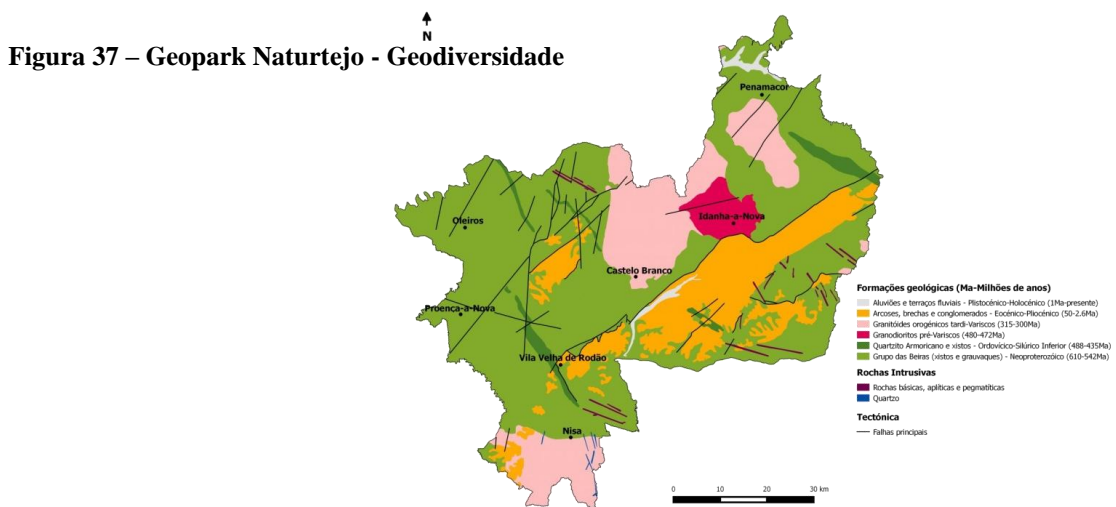 N
Figura 37 – Geopark Naturtejo - Geodiversidade
Penamacor
Oleiros
Idanha-a-Nova
Castelo Branco
Proença-a-Nova
Vila Velha de Rodão
Nisa
Formações geológicas (Ma-Milhões de anos)
Aluviões e terraços fluviais - Plistocénico-Holocénico (1Ma-presente)
Arcoses, brechas e conglomerados - Eocénico-Pliocénico (50-2.6Ma)
Granitóides orogénicos tardi-Variscos (315-300Ma)
Granodioritos pré-Variscos (480-472Ma)
Quartzito Armoricano e xistos - Ordovícico-Silúrico Inferior (488-435Ma)
Grupo das Beiras (xistos e grauvaques) - Neoproterozóico (610-542Ma)
Rochas Intrusivas
Rochas básicas, aplíticas e pegmatíticas
Quartzo
Tectónica
Falhas principais
0 10 20 30 km